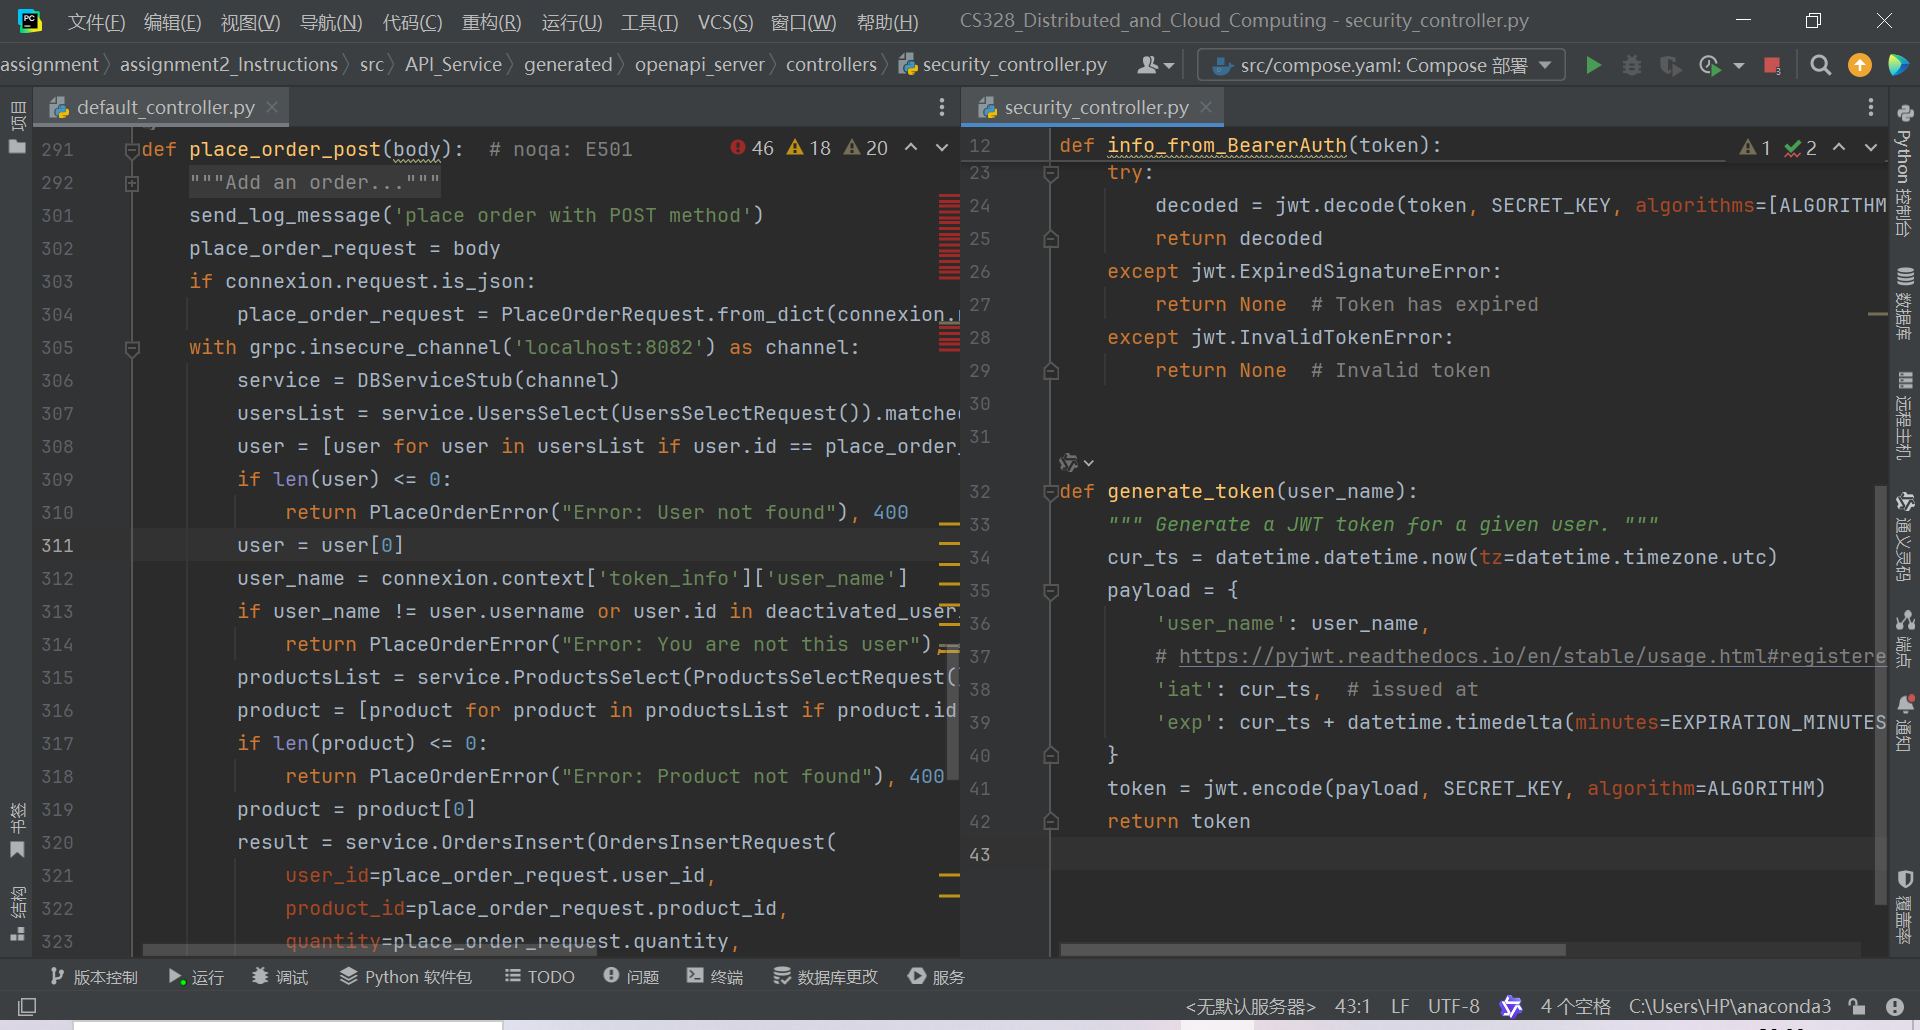 文件(F) 编辑(E) 视图(V) 导航(N) 代码(C) 重构(R) 运行(U) 工具(T) VCS(S) 窗口(W) 帮助(H) CS328_Distributed_and_Cloud_Computing - security_controller.py
assignment assignment2_Instructions src API_Service generated openapi_server controllers security_controller.py src/compose.yaml: Compose 部署
项目
default_controller.py
291 def place_order_post(body):  # noqa: E501 46 18 20
292 """Add an order..."""
301 send_log_message('place order with POST method')
302 place_order_request = body
303 if connexion.request.is_json:
304 place_order_request = PlaceOrderRequest.from_dict(connexion.
305 with grpc.insecure_channel('localhost:8082') as channel:
306 service = DBServiceStub(channel)
307 usersList = service.UsersSelect(UsersSelectRequest()).matche
308 user = [user for user in usersList if user.id == place_order_
309 if len(user) <= 0:
310 return PlaceOrderError("Error: User not found"), 400
311 user = user[0]
312 user_name = connexion.context['token_info']['user_name']
313 if user_name != user.username or user.id in deactivated_user
314 return PlaceOrderError("Error: You are not this user"),
315 productsList = service.ProductsSelect(ProductsSelectRequest(
316 product = [product for product in productsList if product.id
317 if len(product) <= 0:
318 return PlaceOrderError("Error: Product not found"), 400
319 product = product[0]
320 result = service.OrdersInsert(OrdersInsertRequest(
321 user_id=place_order_request.user_id,
322 product_id=place_order_request.product_id,
323 quantity=place_order_request.quantity,
security_controller.py
12 def info_from_BearerAuth(token): 1 2
23 try:
24 decoded = jwt.decode(token, SECRET_KEY, algorithms=[ALGORITHM
25 return decoded
26 except jwt.ExpiredSignatureError:
27 return None  # Token has expired
28 except jwt.InvalidTokenError:
29 return None  # Invalid token
30
31
32 def generate_token(user_name):
33 """ Generate a JWT token for a given user. """
34 cur_ts = datetime.datetime.now(tz=datetime.timezone.utc)
35 payload = {
36 'user_name': user_name,
37 # https://pyjwt.readthedocs.io/en/stable/usage.html#registere
38 'iat': cur_ts,  # issued at
39 'exp': cur_ts + datetime.timedelta(minutes=EXPIRATION_MINUTES
40 }
41 token = jwt.encode(payload, SECRET_KEY, algorithm=ALGORITHM)
42 return token
43
Python 控制台
数据库
远程主机
通义灵码
端点
通知
覆盖率
书签
结构
版本控制 运行 调试 Python 软件包 TODO 问题 终端 数据库更改 服务
<无默认服务器> 43:1 LF UTF-8 4 个空格 C:\Users\HP\anaconda3